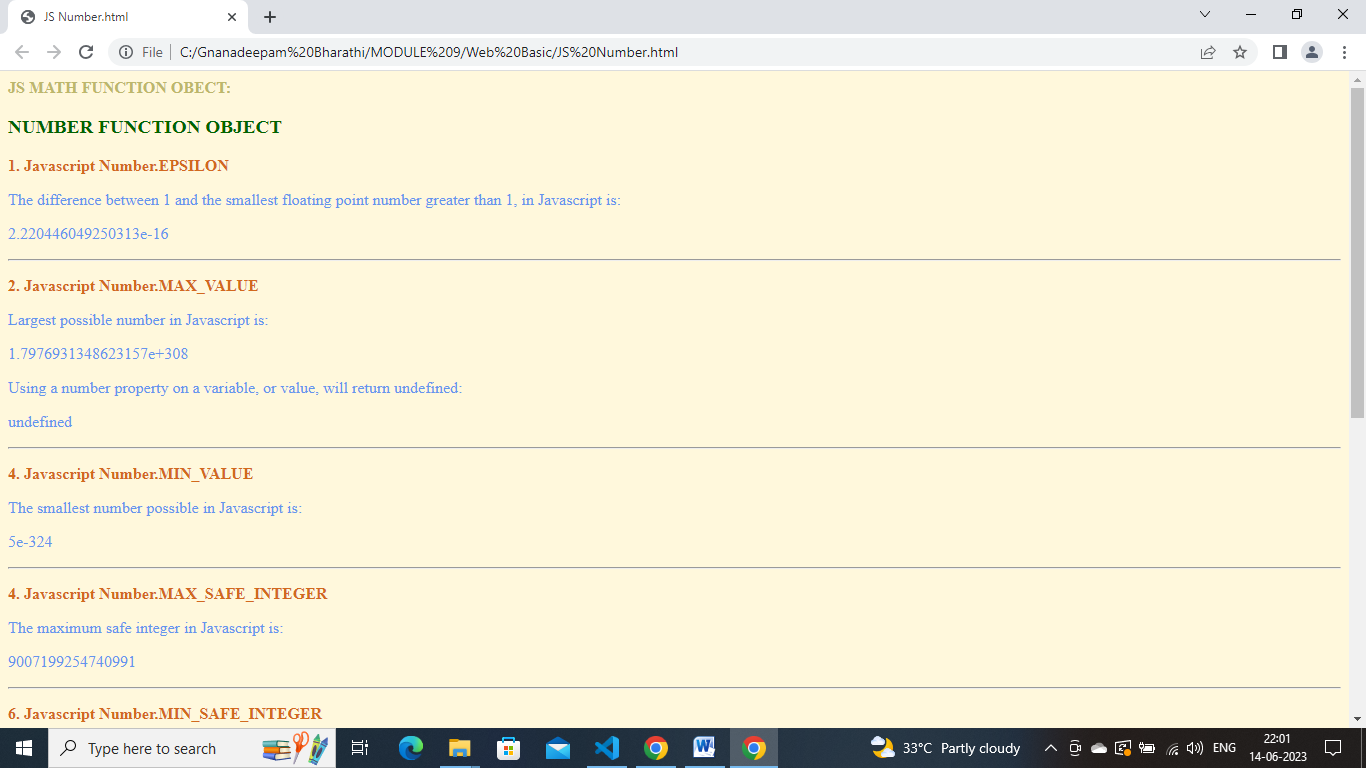 JS Number.html
File
C:/Gnanadeepam%20Bharathi/MODULE%209/Web%20Basic/JS%20Number.html
JS MATH FUNCTION OBECT:
NUMBER FUNCTION OBJECT
1. Javascript Number.EPSILON
The difference between 1 and the smallest floating point number greater than 1, in Javascript is:
2.220446049250313e-16
2. Javascript Number.MAX_VALUE
Largest possible number in Javascript is:
1.7976931348623157e+308
Using a number property on a variable, or value, will return undefined:
undefined
4. Javascript Number.MIN_VALUE
The smallest number possible in Javascript is:
5e-324
4. Javascript Number.MAX_SAFE_INTEGER
The maximum safe integer in Javascript is:
9007199254740991
6. Javascript Number.MIN_SAFE_INTEGER
Type here to search
33°C Partly cloudy
ENG
22:01
14-06-2023